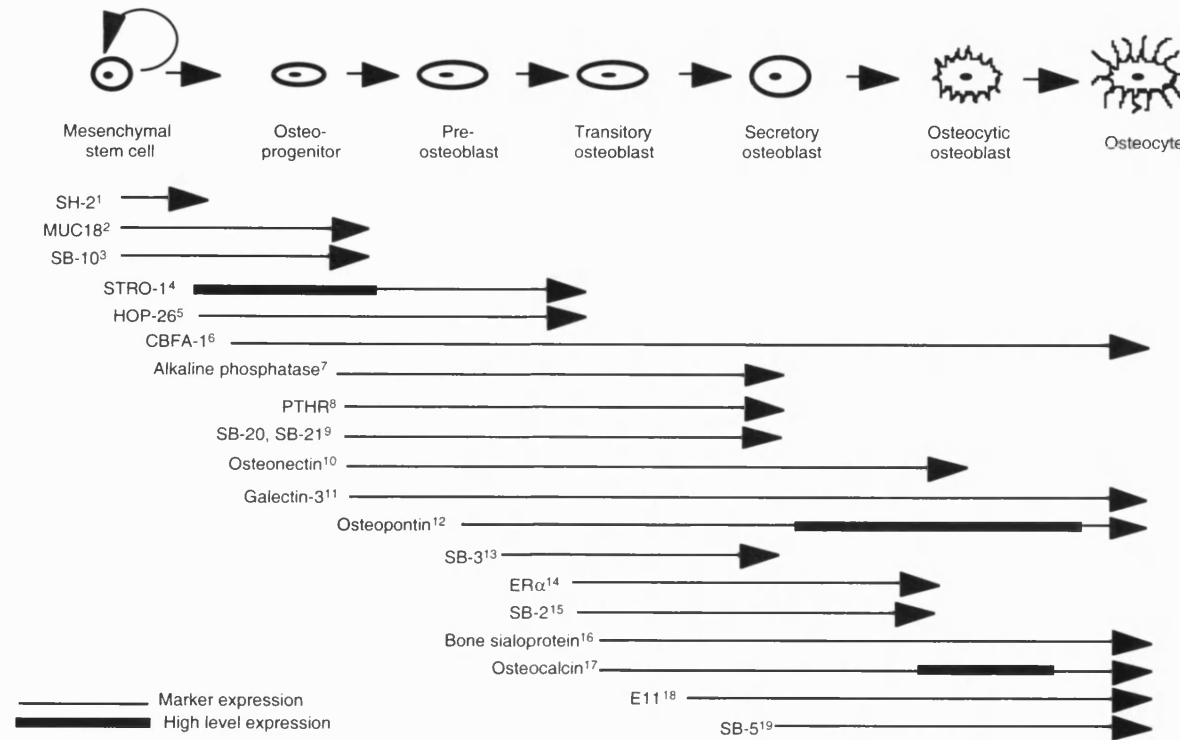 Mesenchymal
stem cell
Osteo-
progenitor
Pre-
osteoblast
Transitory
osteoblast
Secretory
osteoblast
Osteocytic
osteoblast
Osteocyte
SH-2¹
MUC18²
SB-10³
STRO-1⁴
HOP-26⁵
CBFA-1⁶
Alkaline phosphatase⁷
PTHR⁸
SB-20, SB-21⁹
Osteonectin¹⁰
Galectin-3¹¹
Osteopontin¹²
SB-3¹³
ERα¹⁴
SB-2¹⁵
Bone sialoprotein¹⁶
Osteocalcin¹⁷
E11¹⁸
SB-5¹⁹
Marker expression
High level expression